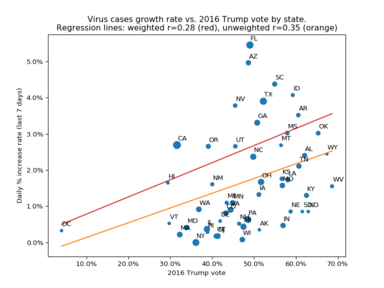 Virus cases growth rate vs. 2016 Trump vote by state.
Regression lines: weighted r=0.28 (red), unweighted r=0.35 (orange)
FL
AZ
SC
ID
NV
TX
AR
GA
MS
OK
CA
OR
UT
MT
NC
AL
WY
TN
HI
NM
OH
KS
LA
WV
IA
KY
WA
NE
SD
ND
VT
MD
PA
IN
MA
AK
NY
WI
DC
5.0%
4.0%
3.0%
2.0%
1.0%
0.0%
Daily % increase rate (last 7 days)
10.0%
20.0%
30.0%
40.0%
50.0%
60.0%
70.0%
2016 Trump vote